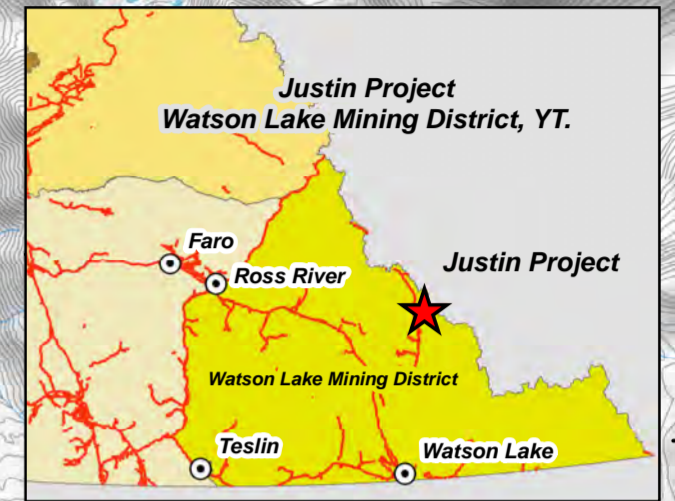 Justin Project
Watson Lake Mining District, YT.
Faro
Ross River
Justin Project
Watson Lake Mining District
Teslin
Watson Lake